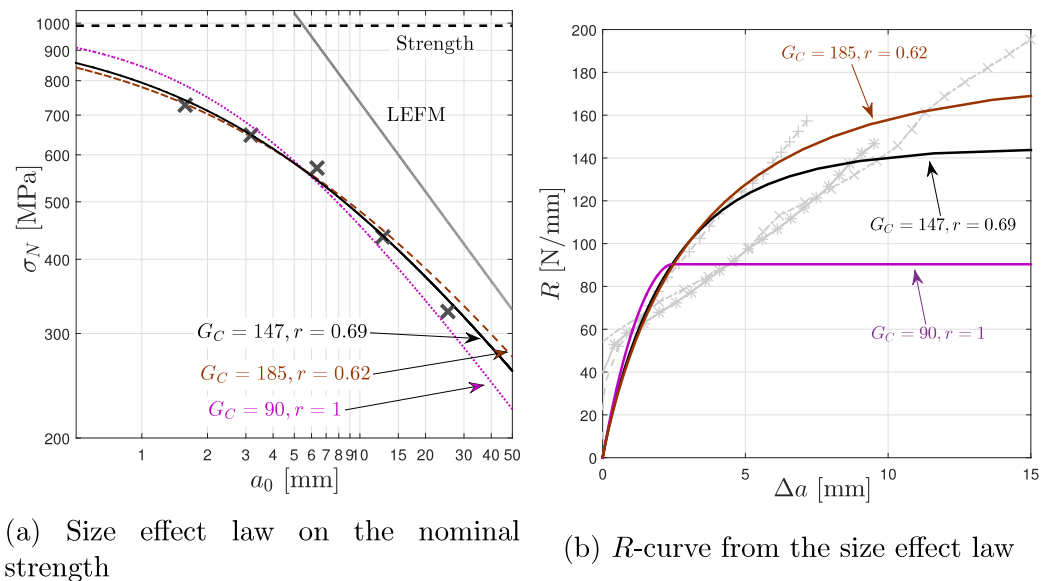 1000
900
800
700
600
500
400
300
200
σ_N [MPa]
Strength
LEFM
G_C = 147, r = 0.69
G_C = 185, r = 0.62
G_C = 90, r = 1
1 2 3 4 5 6 7 8 9 10 15 20 30 40 50
a_0 [mm]
(a) Size effect law on the nominal
strength
200
180
160
140
120
100
80
60
40
20
0
R [N/mm]
G_C = 185, r = 0.62
G_C = 147, r = 0.69
G_C = 90, r = 1
0 5 10 15
Δa [mm]
(b) R-curve from the size effect law